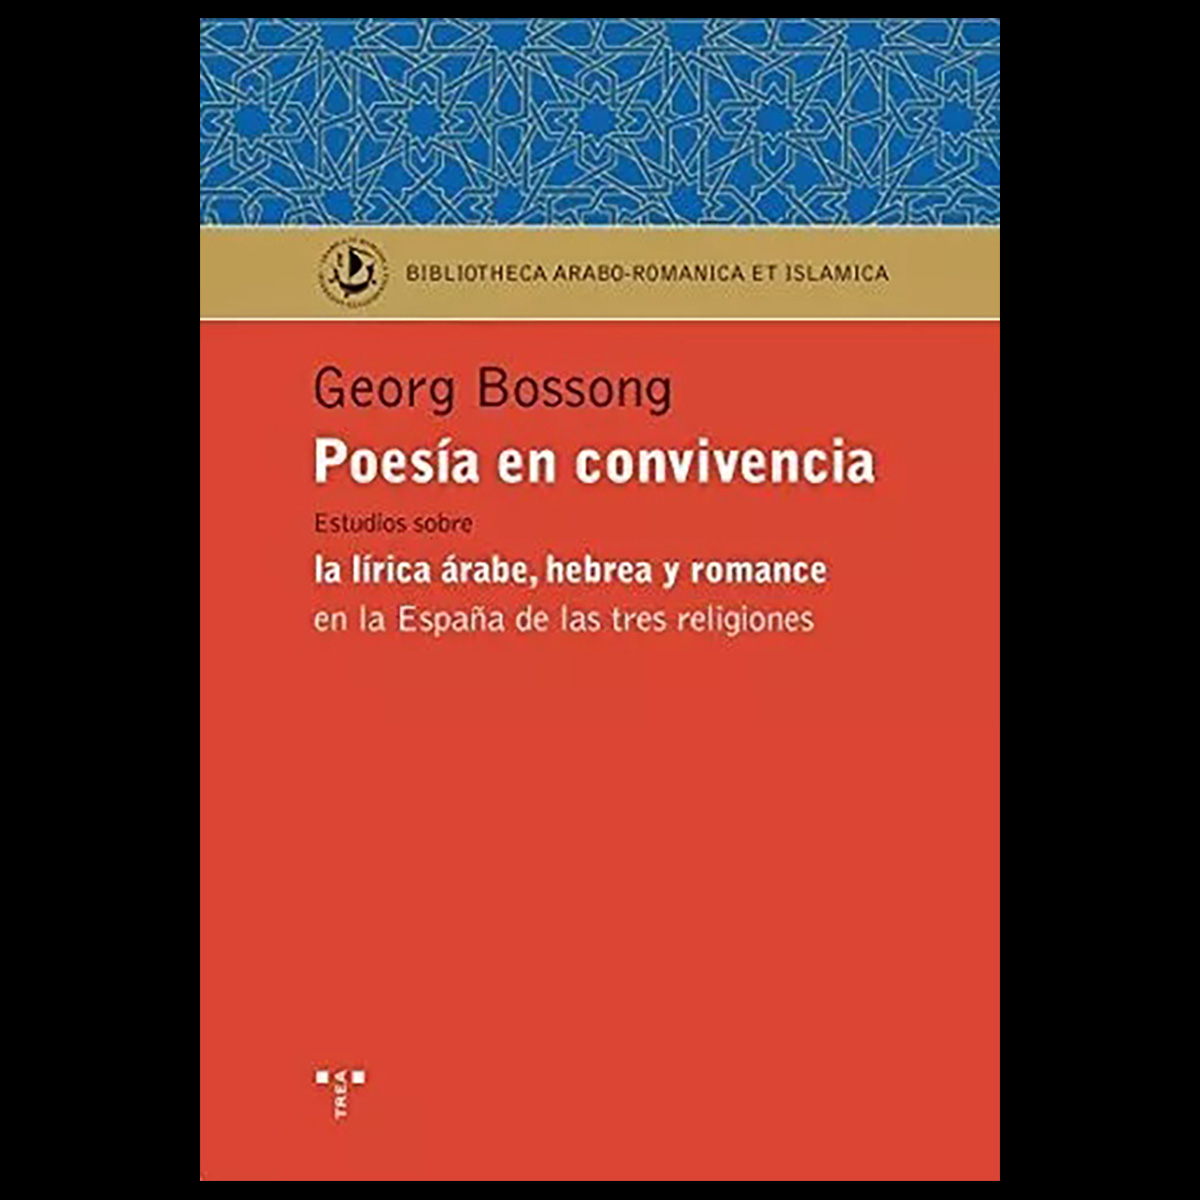 BIBLIOTHECA ARABO-ROMANICA ET ISLAMICA
Georg Bossong
Poesía en convivencia
Estudios sobre
la lírica árabe, hebrea y romance
en la España de las tres religiones
TREA